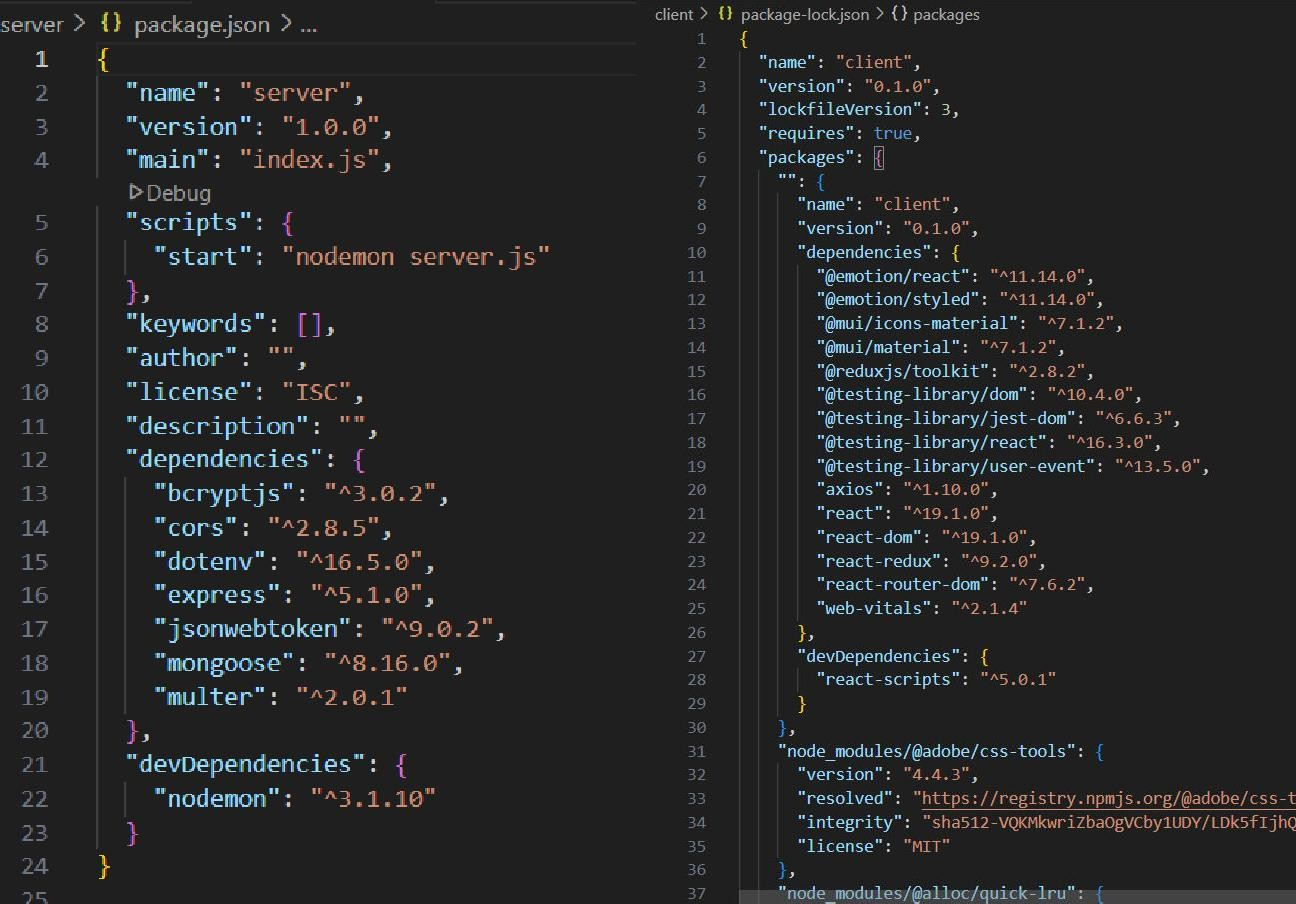 server > {} package.json > ...
1 {
2 "name": "server",
3 "version": "1.0.0",
4 "main": "index.js",
Debug
5 "scripts": {
6 "start": "nodemon server.js"
7 },
8 "keywords": [],
9 "author": "",
10 "license": "ISC",
11 "description": "",
12 "dependencies": {
13 "bcryptjs": "^3.0.2",
14 "cors": "^2.8.5",
15 "dotenv": "^16.5.0",
16 "express": "^5.1.0",
17 "jsonwebtoken": "^9.0.2",
18 "mongoose": "^8.16.0",
19 "multer": "^2.0.1"
20 },
21 "devDependencies": {
22 "nodemon": "^3.1.10"
23 }
24 }
25
client > {} package-lock.json > {} packages
1 {
2 "name": "client",
3 "version": "0.1.0",
4 "lockfileVersion": 3,
5 "requires": true,
6 "packages": {
7 "": {
8 "name": "client",
9 "version": "0.1.0",
10 "dependencies": {
11 "@emotion/react": "^11.14.0",
12 "@emotion/styled": "^11.14.0",
13 "@mui/icons-material": "^7.1.2",
14 "@mui/material": "^7.1.2",
15 "@reduxjs/toolkit": "^2.8.2",
16 "@testing-library/dom": "^10.4.0",
17 "@testing-library/jest-dom": "^6.6.3",
18 "@testing-library/react": "^16.3.0",
19 "@testing-library/user-event": "^13.5.0",
20 "axios": "^1.10.0",
21 "react": "^19.1.0",
22 "react-dom": "^19.1.0",
23 "react-redux": "^9.2.0",
24 "react-router-dom": "^7.6.2",
25 "web-vitals": "^2.1.4"
26 },
27 "devDependencies": {
28 "react-scripts": "^5.0.1"
29 }
30 },
31 "node_modules/@adobe/css-tools": {
32 "version": "4.4.3",
33 "resolved": "https://registry.npmjs.org/@adobe/css-t
34 "integrity": "sha512-VQKMkwriZbaOgVCby1UDY/LDk5fIjhQ
35 "license": "MIT"
36 },
37 "node_modules/@alloc/quick-lru": {